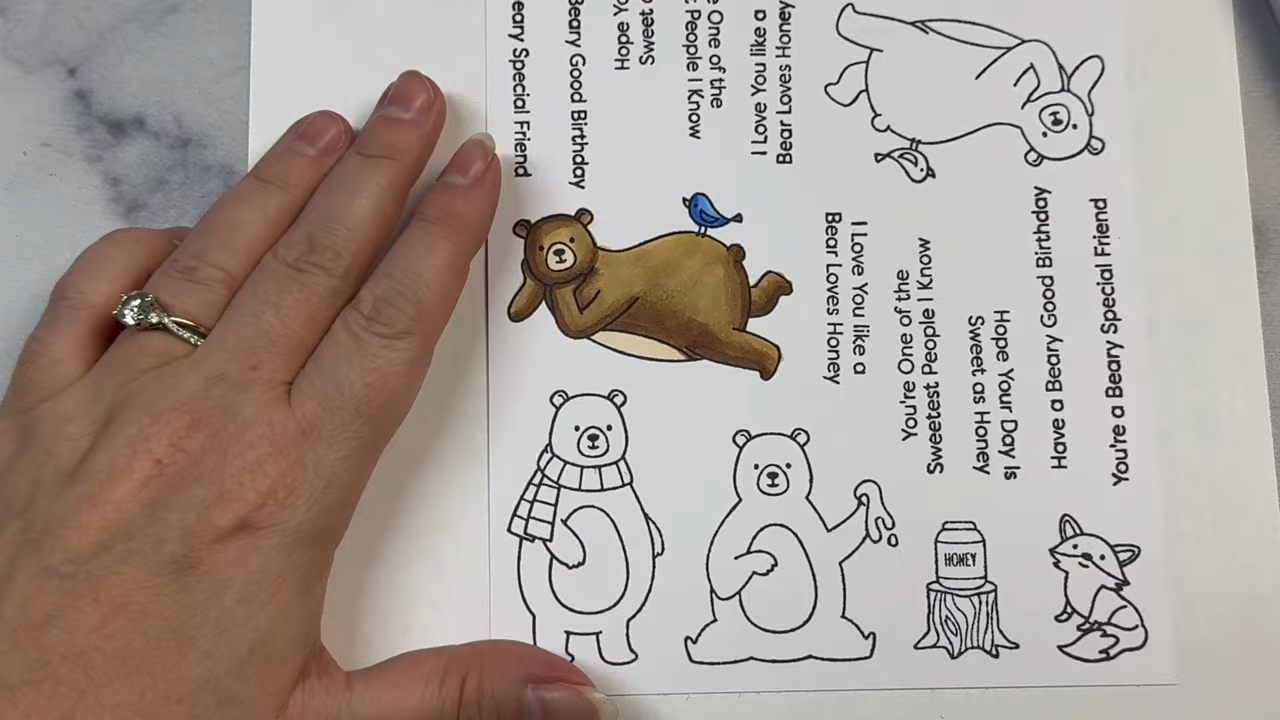 Special Friend
Beary Good Birthday
Hope
Sweet
One of the
People I Know
I Love You like a
Bear Loves Honey
I Love You like a
Bear Loves Honey
You're One of the
Sweetest People I Know
Hope Your Day Is
Sweet as Honey
Have a Beary Good Birthday
You're a Beary Special Friend
HONEY